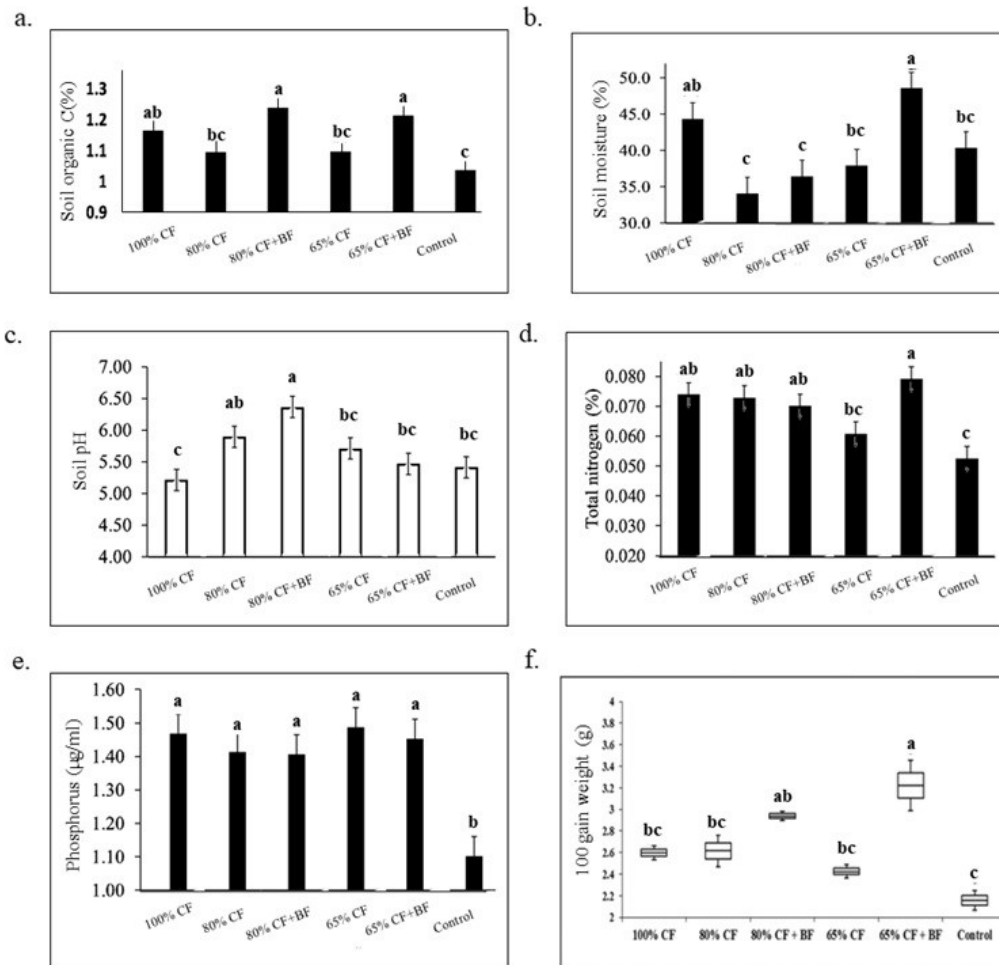 a.
Soil organic C(%)
1.3
1.2
1.1
1
0.9
ab
bc
a
bc
a
c
100% CF
80% CF
80% CF+BF
65% CF
65% CF+BF
Control
b.
Soil moisture (%)
50.0
45.0
40.0
35.0
30.0
ab
c
c
bc
a
bc
100% CF
80% CF
80% CF+BF
65% CF
65% CF+BF
Control
c.
Soil pH
7.00
6.50
6.00
5.50
5.00
4.50
4.00
c
ab
a
bc
bc
bc
100% CF
80% CF
80% CF+BF
65% CF
65% CF+BF
Control
d.
Total nitrogen (%)
0.080
0.070
0.060
0.050
0.040
0.030
0.020
ab
ab
ab
bc
a
c
100% CF
80% CF
80% CF+BF
65% CF
65% CF+BF
Control
e.
Phosphorus (µg/ml)
1.60
1.50
1.40
1.30
1.20
1.10
1.00
a
a
a
a
a
b
100% CF
80% CF
80% CF+BF
65% CF
65% CF+BF
Control
f.
100 gain weight (g)
4
3.8
3.6
3.4
3.2
3
2.8
2.6
2.4
2.2
2
bc
bc
ab
bc
a
c
100% CF
80% CF
80% CF + BF
65% CF
65% CF + BF
Control